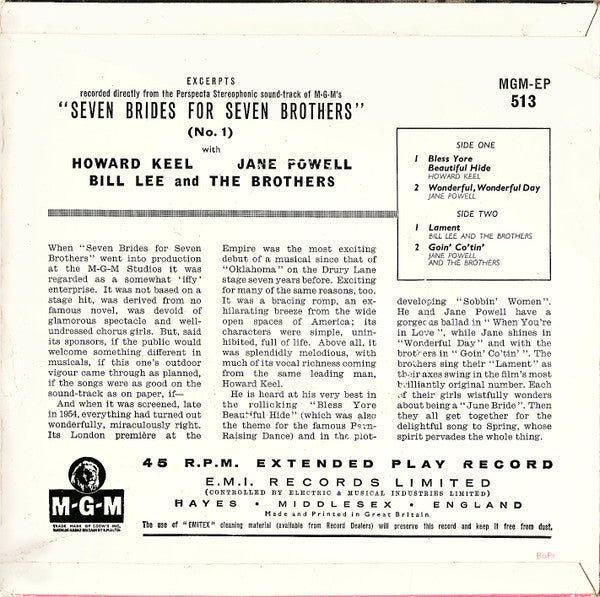 EXCERPTS
recorded directly from the Perspecta Stereophonic sound-track of M-G-M's
"SEVEN BRIDES FOR SEVEN BROTHERS"
(No. 1)
with
HOWARD KEEL JANE POWELL
BILL LEE and THE BROTHERS
MGM-EP
513
SIDE ONE
1 Bless Yore
Beautiful Hide
HOWARD KEEL
2 Wonderful, Wonderful Day
JANE POWELL
SIDE TWO
1 Lament
BILL LEE AND THE BROTHERS
2 Goin' Co'tin'
JANE POWELL
AND THE BROTHERS
When "Seven Brides for Seven
Brothers" went into production
at the M-G-M Studios it was
regarded as a somewhat "iffy"
enterprise. It was not based on a
stage hit, was derived from no
famous novel, was devoid of
glamorous spectacle and well-
undressed chorus girls. But, said
its sponsors, if the public would
welcome something different in
musicals, if this one's outdoor
vigour came through as planned,
if the songs were as good on the
sound-track as on paper, if—
And when it was screened, late
in 1954, everything had turned out
wonderfully, miraculously right.
Its London première at the
Empire was the most exciting
debut of a musical since that of
"Oklahoma" on the Drury Lane
stage seven years before. Exciting
for many of the same reasons, too.
It was a bracing romp, an ex-
hilarating breeze from the wide
open spaces of America; its
characters were simple, unin-
hibited, full of life. Above all, it
was splendidly melodious, with
much of its vocal richness coming
from the same leading man,
Howard Keel.
He is heard at his very best in
the rollicking "Bless Yore
Beautiful Hide" (which was also
the theme for the famous Barn-
Raising Dance) and in the plot-
developing "Sobbin' Women".
He and Jane Powell have a
gorgeous ballad in "When You're
in Love", while Jane shines in
"Wonderful Day" and with the
brothers in "Goin' Co'tin'". The
brothers sing their "Lament" as
their axes swing in the film's most
brilliantly original number. Each
of their girls wistfully wonders
about being a "June Bride". Then
they all get together for the
delightful song to Spring, whose
spirit pervades the whole thing.
M-G-M
TRADE MARK OF LOEW'S INC.
45 R.P.M. EXTENDED PLAY RECORD
E.M.I. RECORDS LIMITED
(CONTROLLED BY ELECTRIC & MUSICAL INDUSTRIES LIMITED)
HAYES • MIDDLESEX • ENGLAND
Made and Printed in Great Britain
The use of "EMITEX" cleaning material (available from Record Dealers) will preserve this record and keep it free from dust.